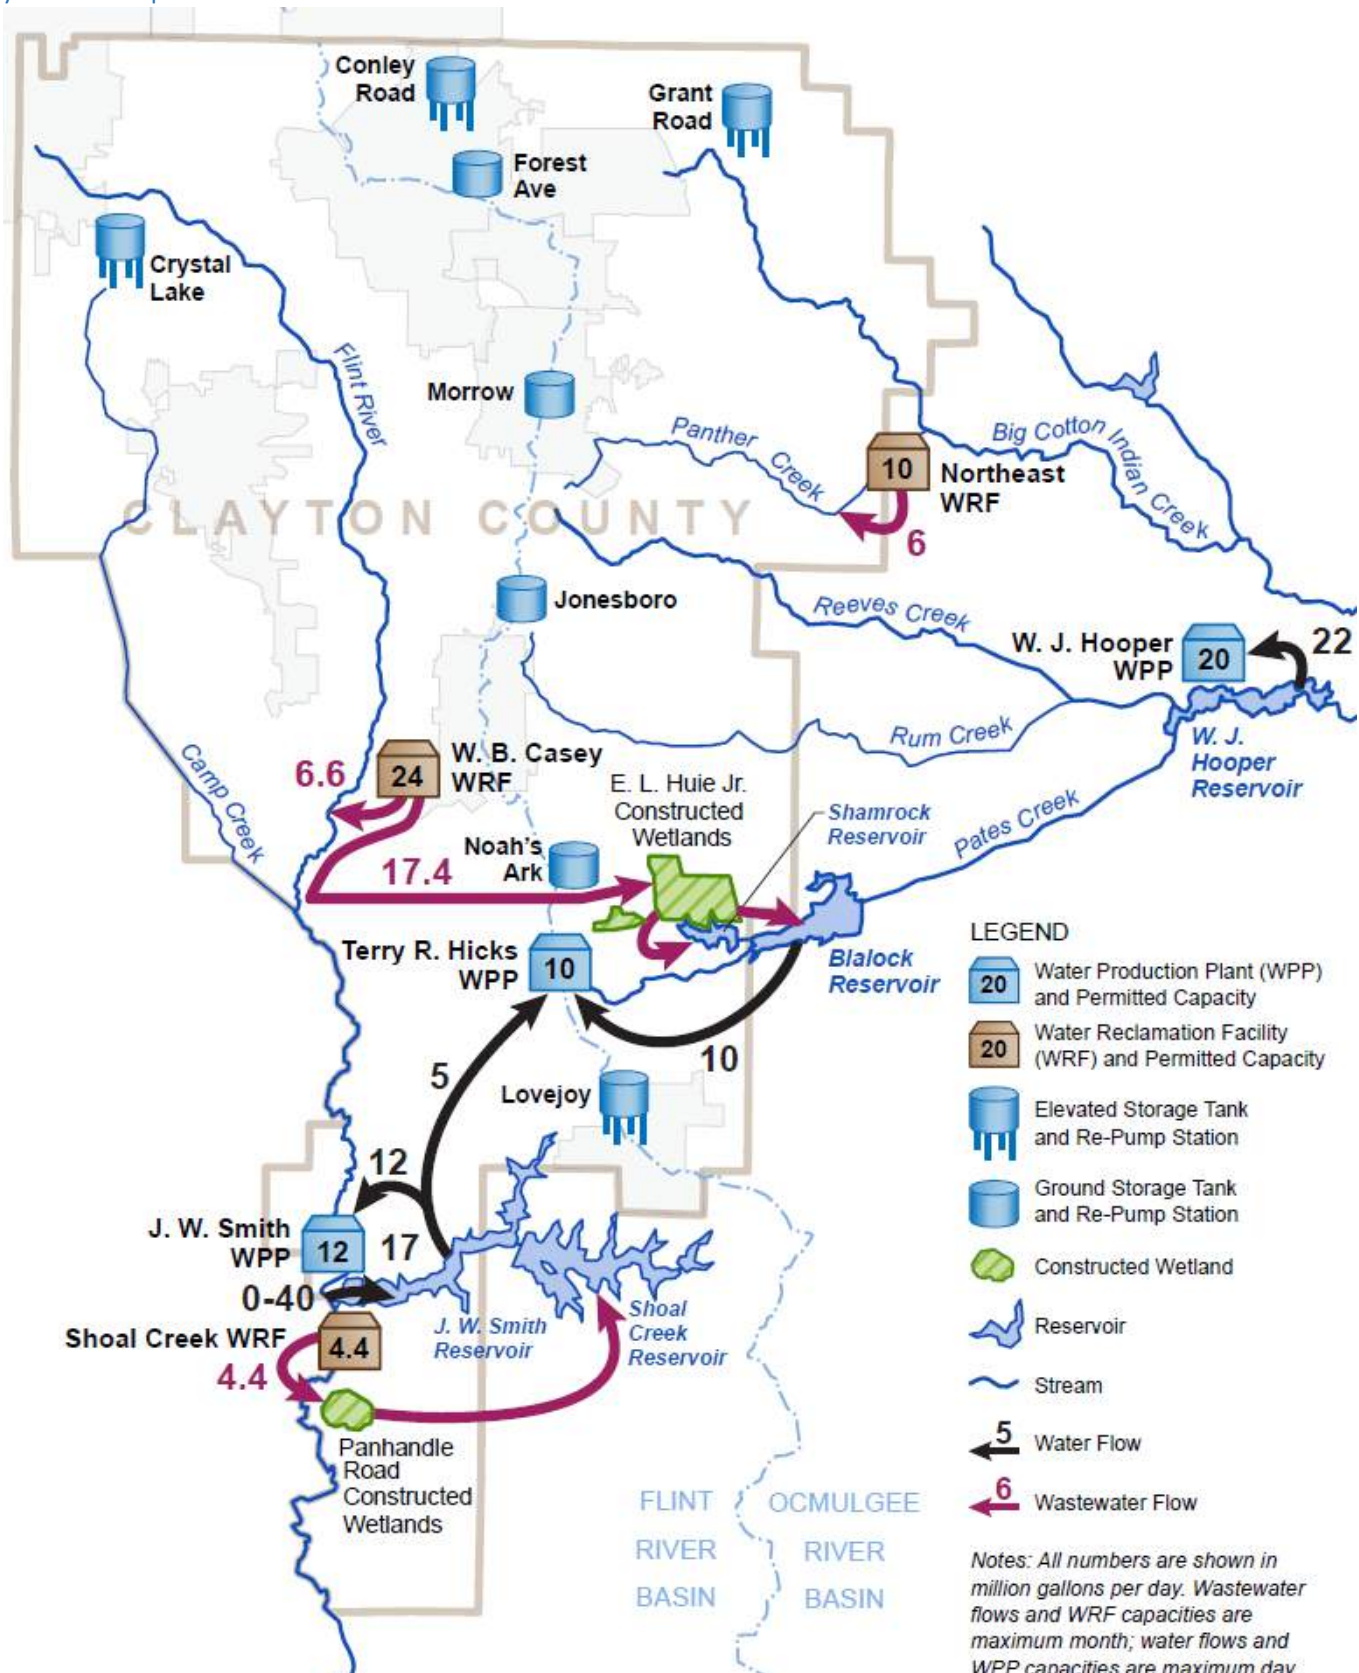 Conley
Road
Grant
Road
Forest
Ave
Crystal
Lake
Flint River
Morrow
Panther Creek
Big Cotton Indian Creek
10
Northeast
WRF
6
CLAYTON COUNTY
Jonesboro
Reeves Creek
W. J. Hooper
WPP
20
22
Rum Creek
W. J.
Hooper
Reservoir
Camp Creek
6.6
24
W. B. Casey
WRF
E. L. Huie Jr.
Constructed
Wetlands
Shamrock
Reservoir
Pates Creek
Noah's
Ark
17.4
Terry R. Hicks
WPP
10
Blalock
Reservoir
5
10
Lovejoy
12
J. W. Smith
WPP
12
17
0-40
J. W. Smith
Reservoir
Shoal
Creek
Reservoir
Shoal Creek WRF
4.4
4.4
Panhandle
Road
Constructed
Wetlands
FLINT
RIVER
BASIN
OCMULGEE
RIVER
BASIN
LEGEND
20
Water Production Plant (WPP)
and Permitted Capacity
20
Water Reclamation Facility
(WRF) and Permitted Capacity
Elevated Storage Tank
and Re-Pump Station
Ground Storage Tank
and Re-Pump Station
Constructed Wetland
Reservoir
Stream
5
Water Flow
6
Wastewater Flow
Notes: All numbers are shown in
million gallons per day. Wastewater
flows and WRF capacities are
maximum month; water flows and
WPP capacities are maximum day